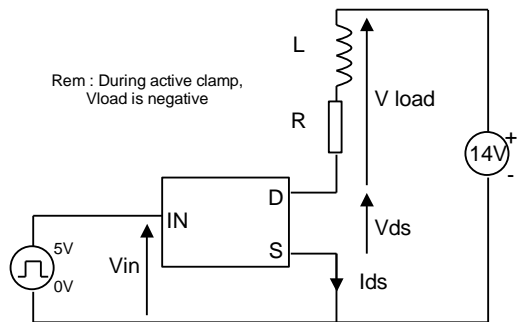 L
Rem : During active clamp,
Vload is negative
V load
R
14V
+
-
D
IN
Vds
S
5V
0V
Vin
Ids